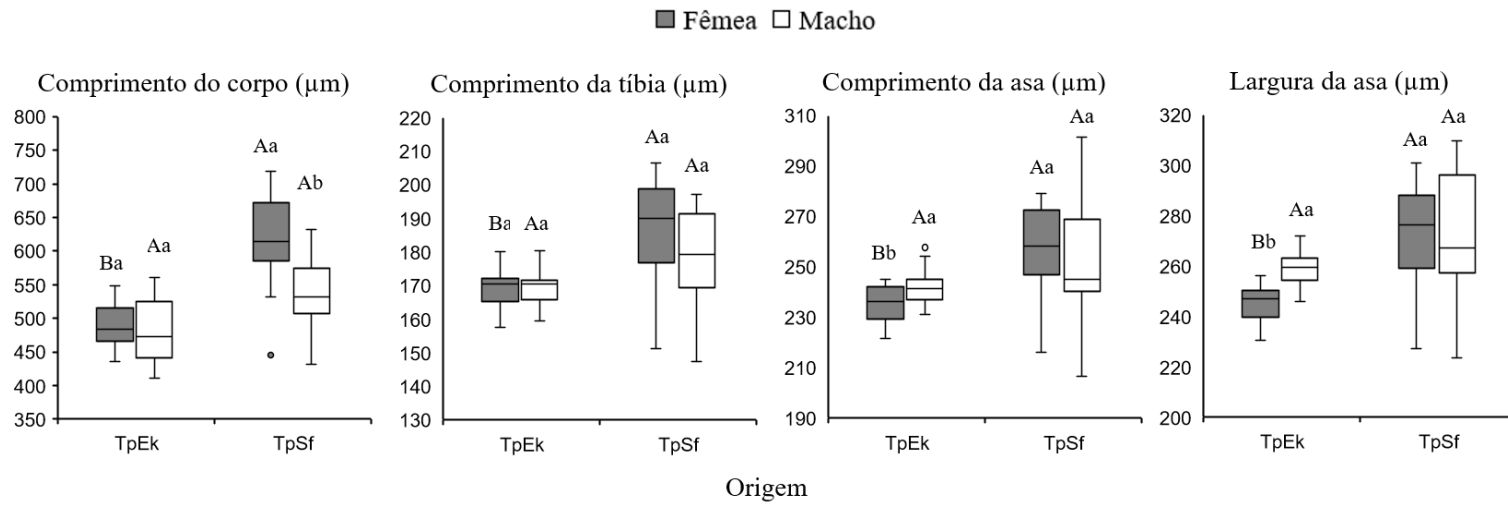 Fêmea Macho
Comprimento do corpo (µm)
800
750
700
650
600
550
500
450
400
350
Ba
Aa
Aa
Ab
TpEk
TpSf
Comprimento da tíbia (µm)
220
210
200
190
180
170
160
150
140
130
Ba
Aa
Aa
Aa
TpEk
TpSf
Comprimento da asa (µm)
310
290
270
250
230
210
190
Bb
Aa
Aa
Aa
TpEk
TpSf
Largura da asa (µm)
320
300
280
260
240
220
200
Bb
Aa
Aa
Aa
TpEk
TpSf
Origem